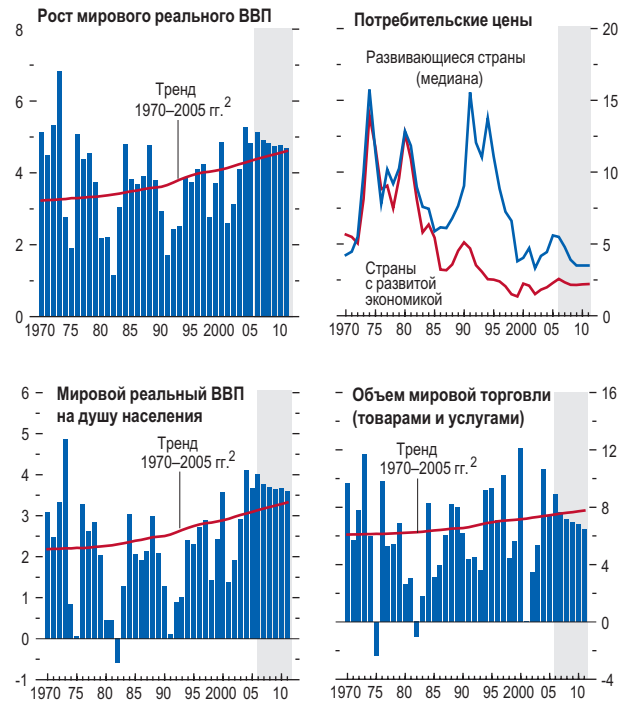 Рост мирового реального ВВП
8
6
4
2
0
Тренд
1970–2005 гг.²
1970 75 80 85 90 95 2000 05 10
Потребительские цены
20
15
10
5
0
Развивающиеся страны
(медиана)
Страны
с развитой
экономикой
1970 75 80 85 90 95 2000 05 10
Мировой реальный ВВП
на душу населения
6
5
4
3
2
1
0
-1
Тренд
1970–2005 гг.²
1970 75 80 85 90 95 2000 05 10
Объем мировой торговли
(товарами и услугами)
16
12
8
4
0
-4
Тренд
1970–2005 гг.²
1970 75 80 85 90 95 2000 05 10